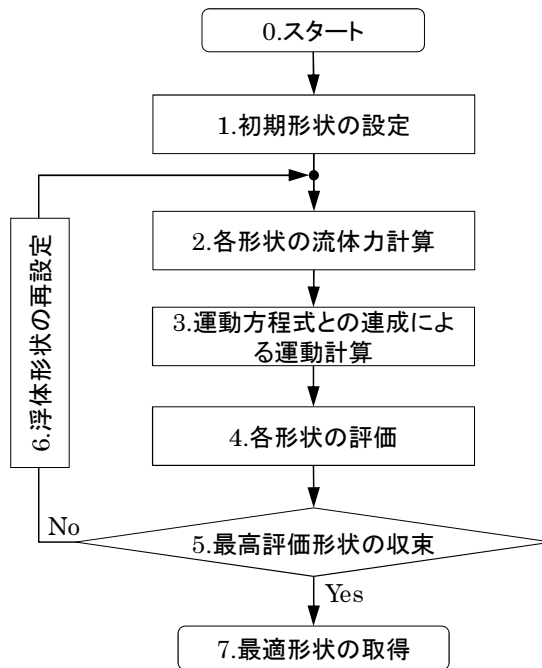 0.スタート
1.初期形状の設定
2.各形状の流体力計算
3.運動方程式との連成によ
る運動計算
4.各形状の評価
5.最高評価形状の収束
6.浮体形状の再設定
No
Yes
7.最適形状の取得